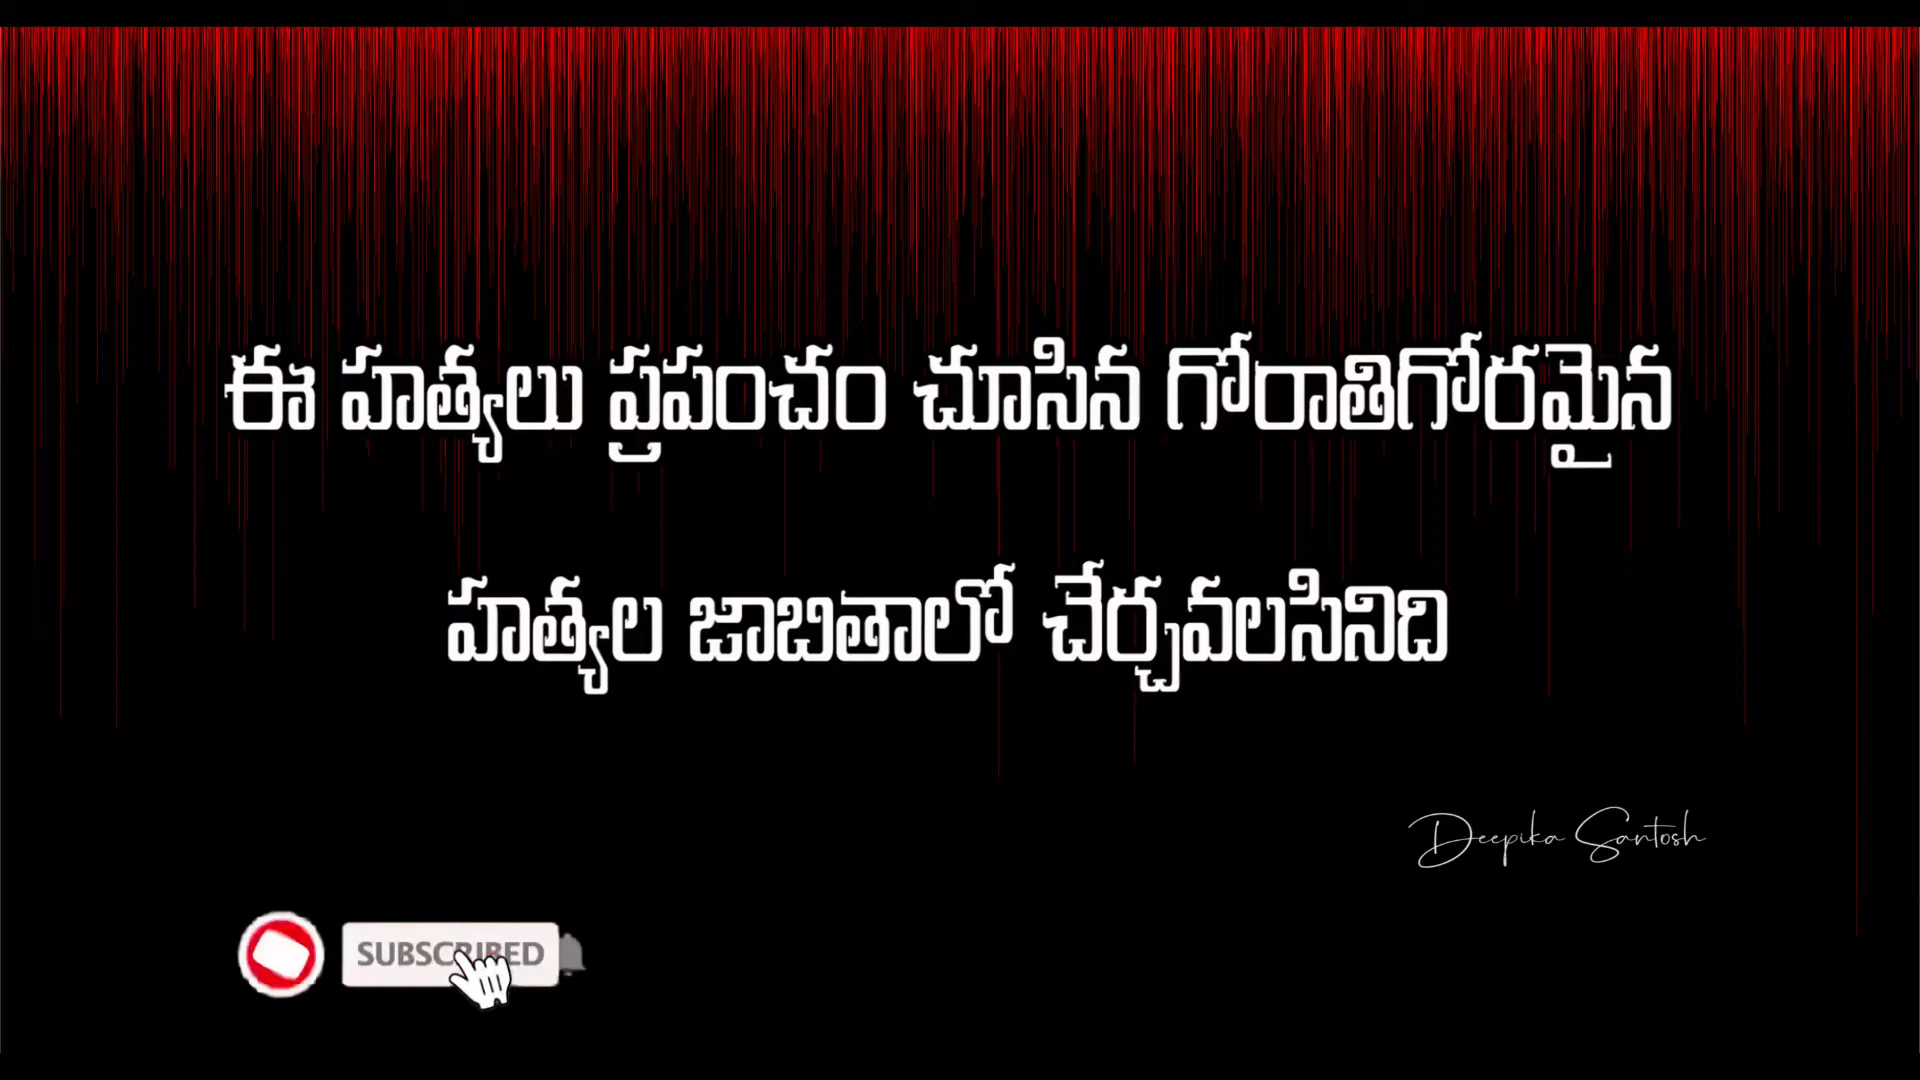 ఈ హత్యలు ప్రపంచం చూసిన గోరాతిగోరమైన
హత్యల జాబితాలో చేర్చవలసినిది
Deepika Santosh
SUBSCRIBED